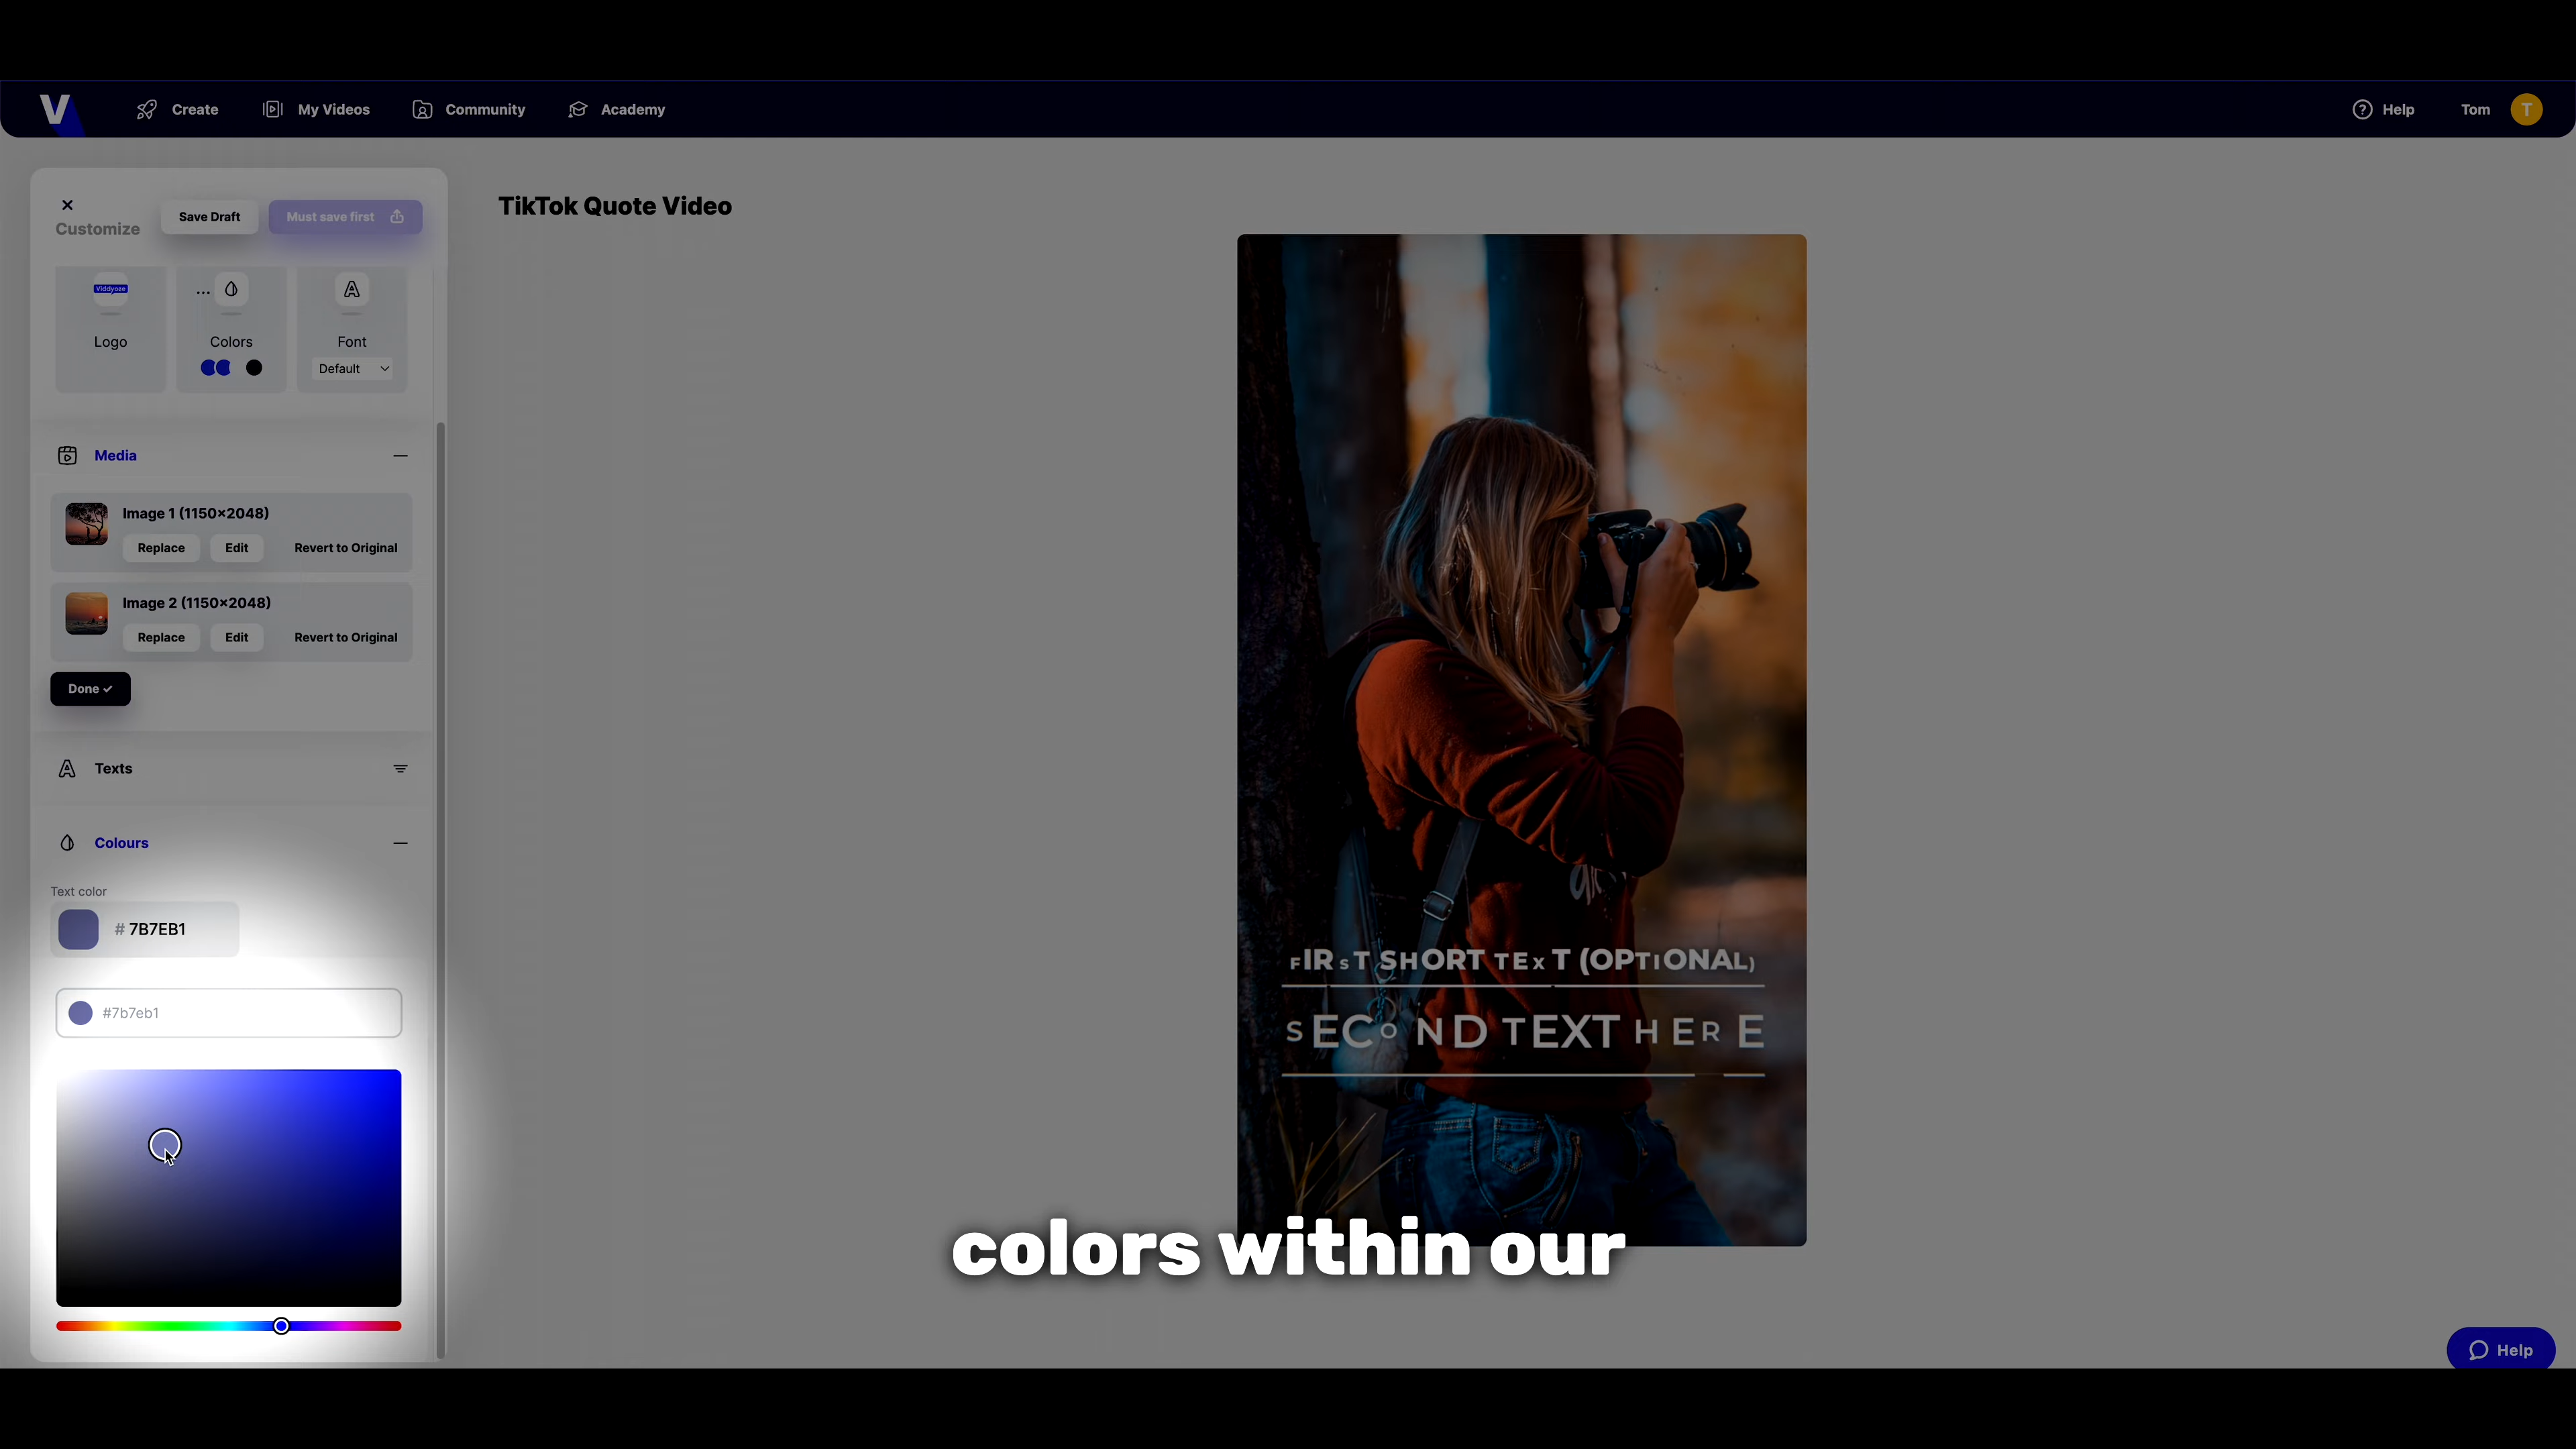 V Create My Videos Community Academy Help Tom T
Customize Save Draft Must save first
TikTok Quote Video
Viddyoze
Logo Colors Font
Default
Media
Image 1 (1150×2048)
Replace Edit Revert to Original
Image 2 (1150×2048)
Replace Edit Revert to Original
Done
Texts
Colours
Text color
# 7B7EB1
#7b7eb1
FIRST SHORT TEXT (OPTIONAL)
SECOND TEXT HERE
colors within our
Help